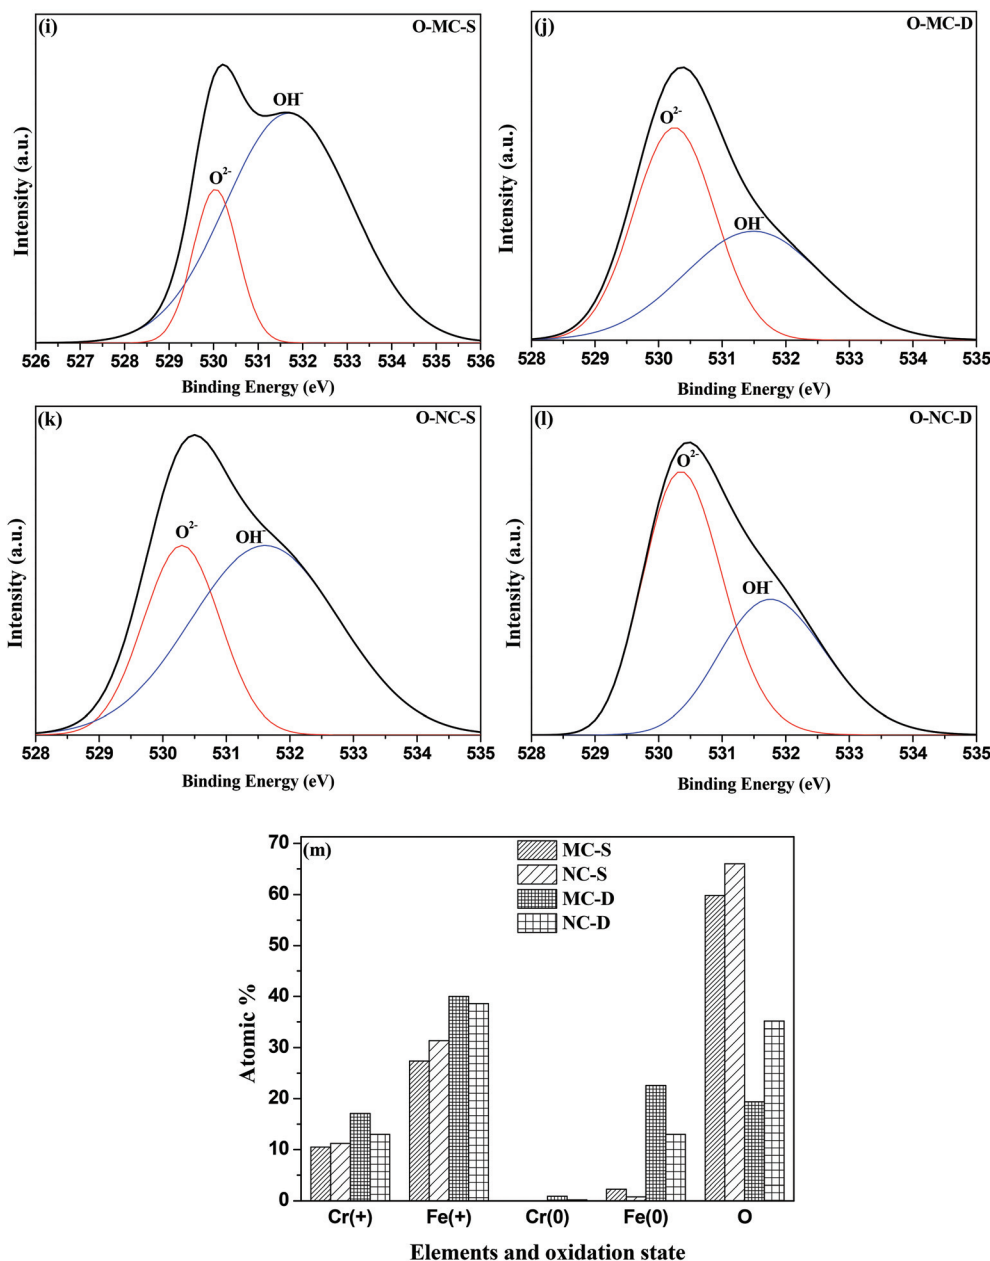 (i) O-MC-S
OH⁻
O²⁻
Intensity (a.u.)
526 527 528 529 530 531 532 533 534 535 536
Binding Energy (eV)
(j) O-MC-D
O²⁻
OH⁻
Intensity (a.u.)
528 529 530 531 532 533 534 535
Binding Energy (eV)
(k) O-NC-S
O²⁻
OH⁻
Intensity (a.u.)
528 529 530 531 532 533 534 535
Binding Energy (eV)
(l) O-NC-D
O²⁻
OH⁻
Intensity (a.u.)
528 529 530 531 532 533 534 535
Binding Energy (eV)
(m)
MC-S
NC-S
MC-D
NC-D
70
60
50
40
30
20
10
0
Atomic %
Cr(+) Fe(+) Cr(0) Fe(0) O
Elements and oxidation state